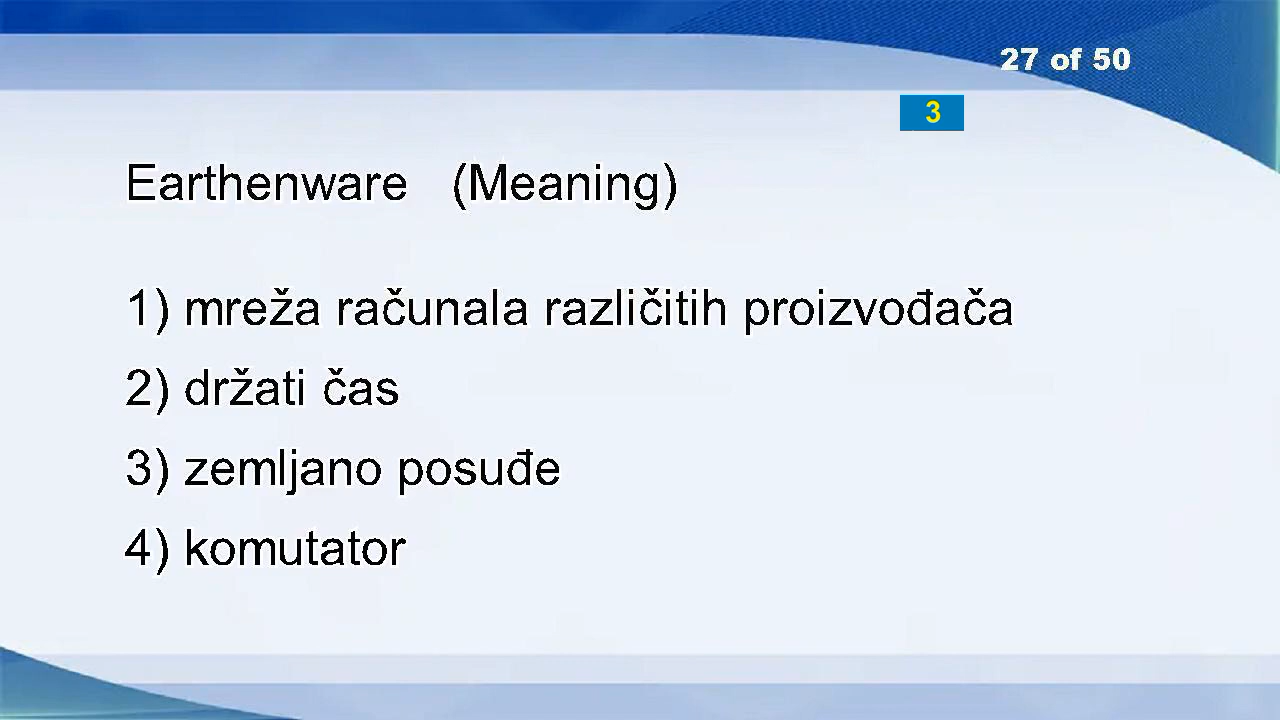 27 of 50
3
Earthenware (Meaning)
1) mreža računala različitih proizvođača
2) držati čas
3) zemljano posuđe
4) komutator